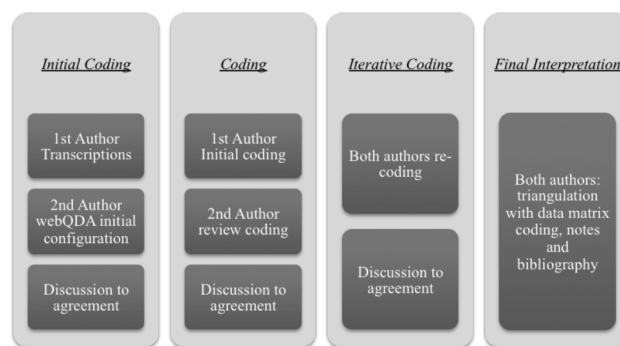 Initial Coding
1st Author
Transcriptions
2nd Author
webQDA initial
configuration
Discussion to
agreement
Coding
1st Author
Initial coding
2nd Author
review coding
Discussion to
agreement
Iterative Coding
Both authors re-
coding
Discussion to
agreement
Final Interpretation
Both authors:
triangulation
with data matrix
coding, notes
and
bibliography